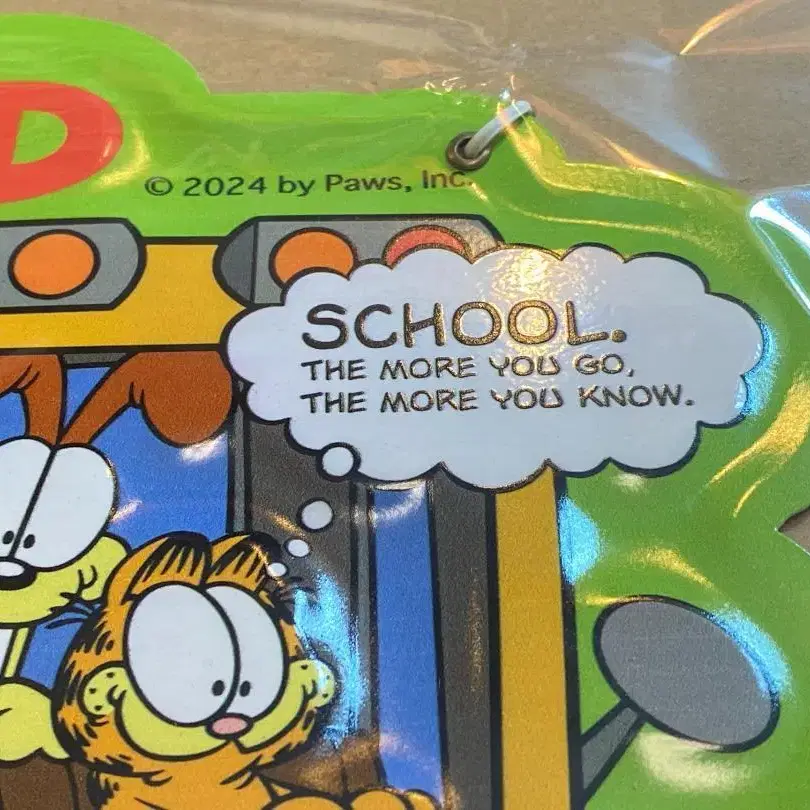 D
© 2024 by Paws, Inc.
SCHOOL.
THE MORE YOU GO,
THE MORE YOU KNOW.